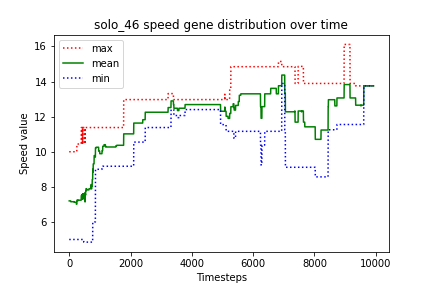 solo_46 speed gene distribution over time
max
mean
min
Speed value
16
14
12
10
8
6
0
2000
4000
6000
8000
10000
Timesteps